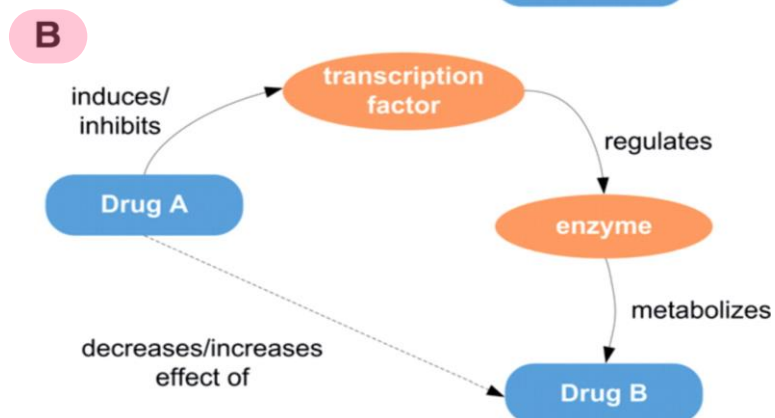 B
transcription
factor
induces/
inhibits
regulates
Drug A
enzyme
metabolizes
decreases/increases
effect of
Drug B